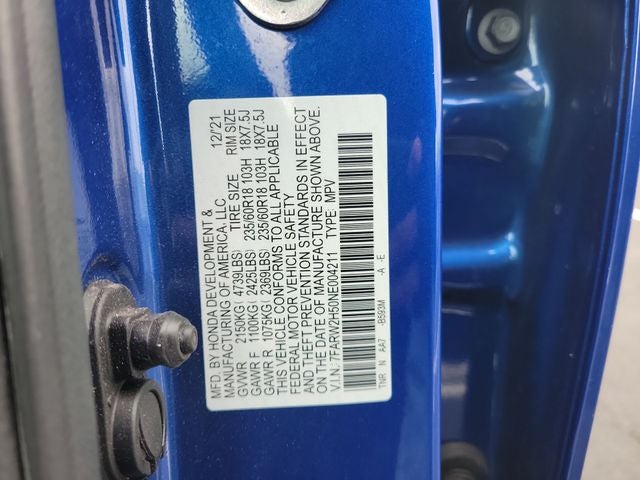 MFD. BY HONDA DEVELOPMENT &
MANUFACTURING OF AMERICA, LLC. 12/21
GVWR 2150KG( 4739LBS) TIRE SIZE RIM SIZE
GAWR F 1100KG( 2425LBS) 235/60R18 103H 18X7.5J
GAWR R 1075KG( 2369LBS) 235/60R18 103H 18X7.5J
THIS VEHICLE CONFORMS TO ALL APPLICABLE
FEDERAL MOTOR VEHICLE SAFETY
AND THEFT PREVENTION STANDARDS IN EFFECT
ON THE DATE OF MANUFACTURE SHOWN ABOVE.
V.I.N.: 7FARW2H50NE004211 TYPE: MPV
TNR N AA7 -B593M -A -E